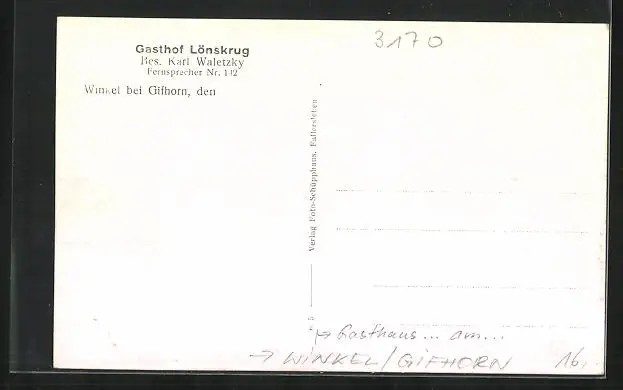 Gasthof Lönskrug
Bes. Karl Waletzky
Fernsprecher Nr. 142
Winkel bei Gifhorn, den
3170
Verlag Foto-Schüpphaus, Fallersleben
→ Gasthaus... am...
→ WINKEL/GIFHORN
16,-